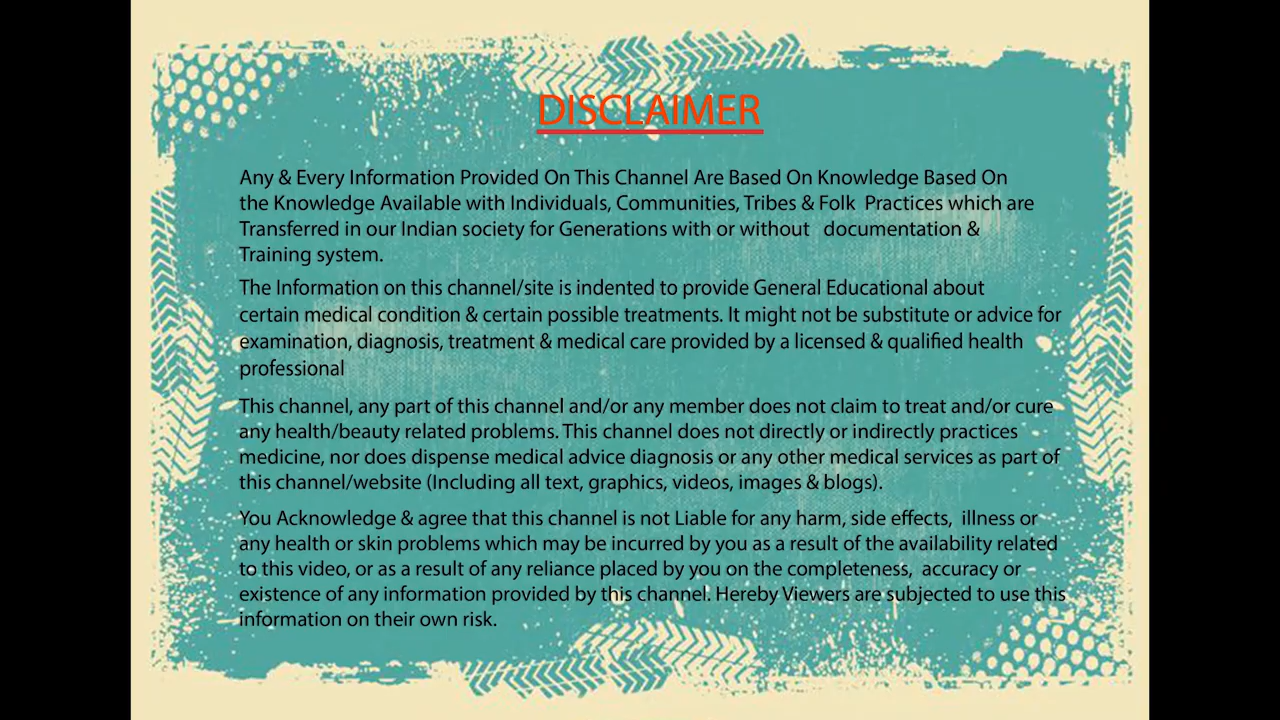 DISCLAIMER
Any & Every Information Provided On This Channel Are Based On Knowledge Based On
the Knowledge Available with Individuals, Communities, Tribes & Folk Practices which are
Transferred in our Indian society for Generations with or without documentation &
Training system.
The Information on this channel/site is indented to provide General Educational about
certain medical condition & certain possible treatments. It might not be substitute or advice for
examination, diagnosis, treatment & medical care provided by a licensed & qualified health
professional
This channel, any part of this channel and/or any member does not claim to treat and/or cure
any health/beauty related problems. This channel does not directly or indirectly practices
medicine, nor does dispense medical advice diagnosis or any other medical services as part of
this channel/website (Including all text, graphics, videos, images & blogs).
You Acknowledge & agree that this channel is not Liable for any harm, side effects, illness or
any health or skin problems which may be incurred by you as a result of the availability related
to this video, or as a result of any reliance placed by you on the completeness, accuracy or
existence of any information provided by this channel. Hereby Viewers are subjected to use this
information on their own risk.